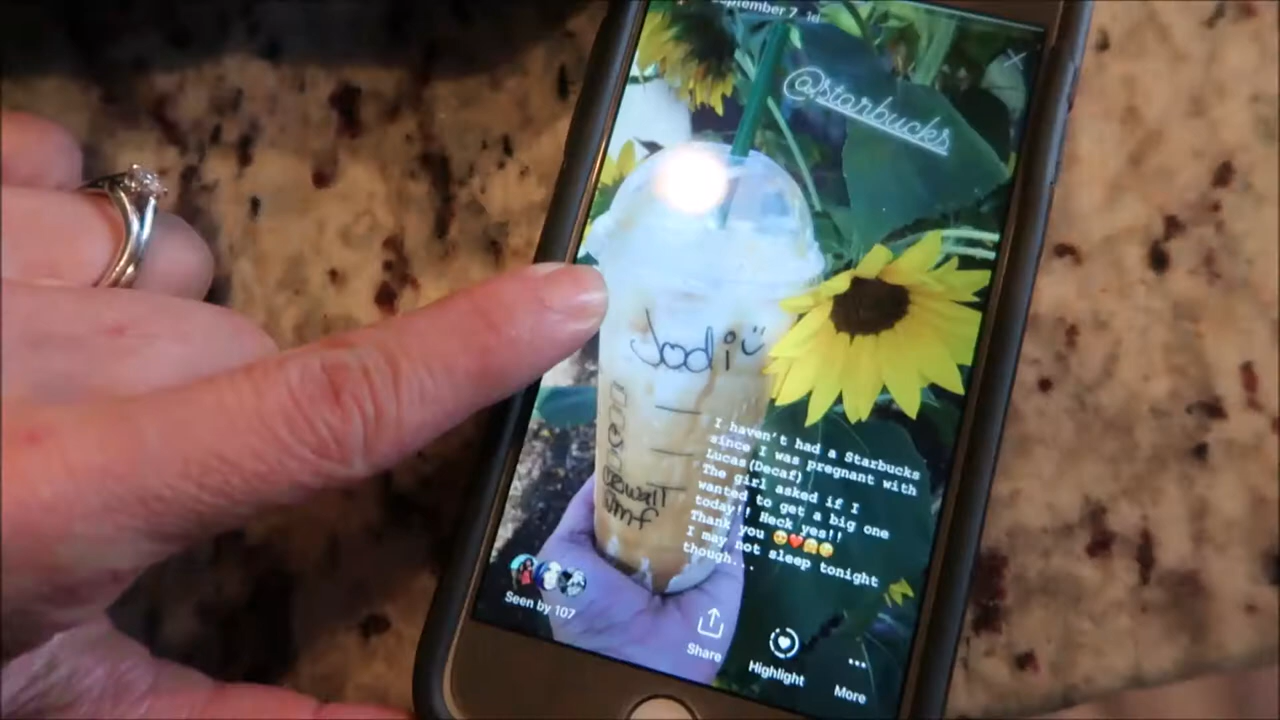 September 7 1d
@starbucks
Jodi
I haven't had a Starbucks
since I was pregnant with
Lucas(Decaf)
The girl asked if I
wanted to get a big one
today!! Heck yes!!
Thank you 🥺❤️🤗🥺
I may not sleep tonight
though...
Seen by 107
Share
Highlight
More